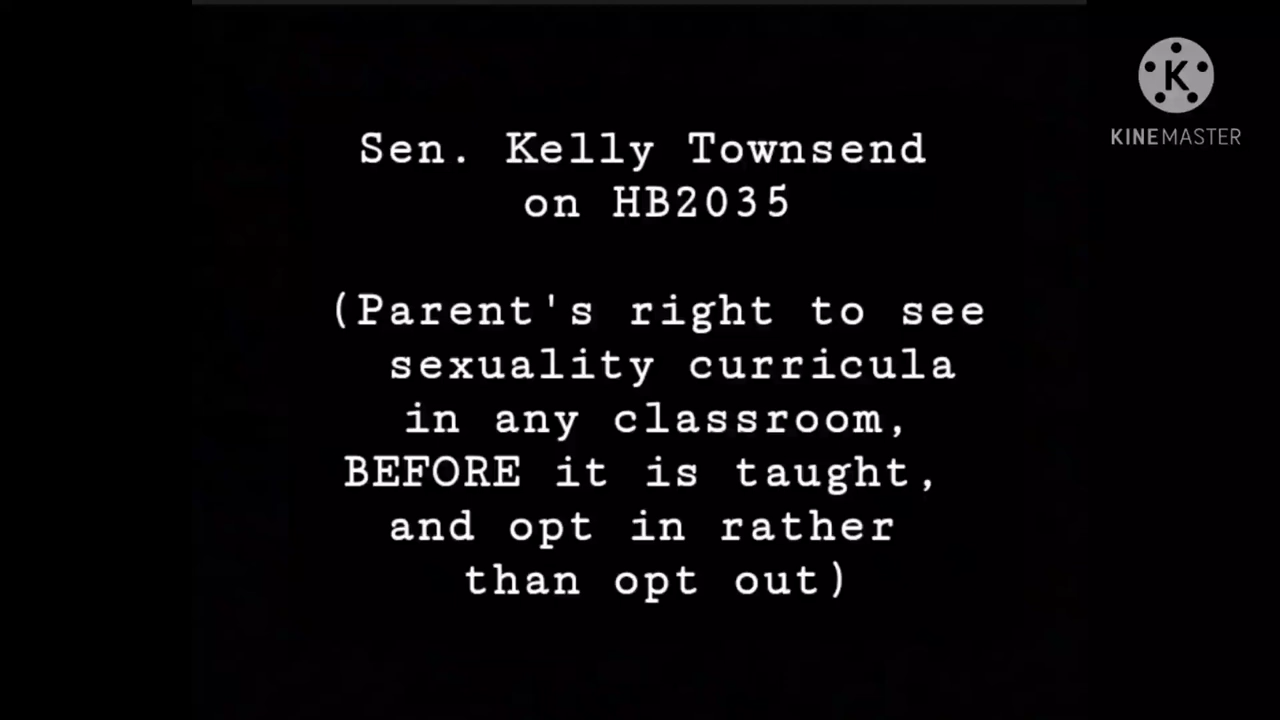 Sen. Kelly Townsend
on HB2035
(Parent's right to see
sexuality curricula
in any classroom,
BEFORE it is taught,
and opt in rather
than opt out)
K
KINEMASTER